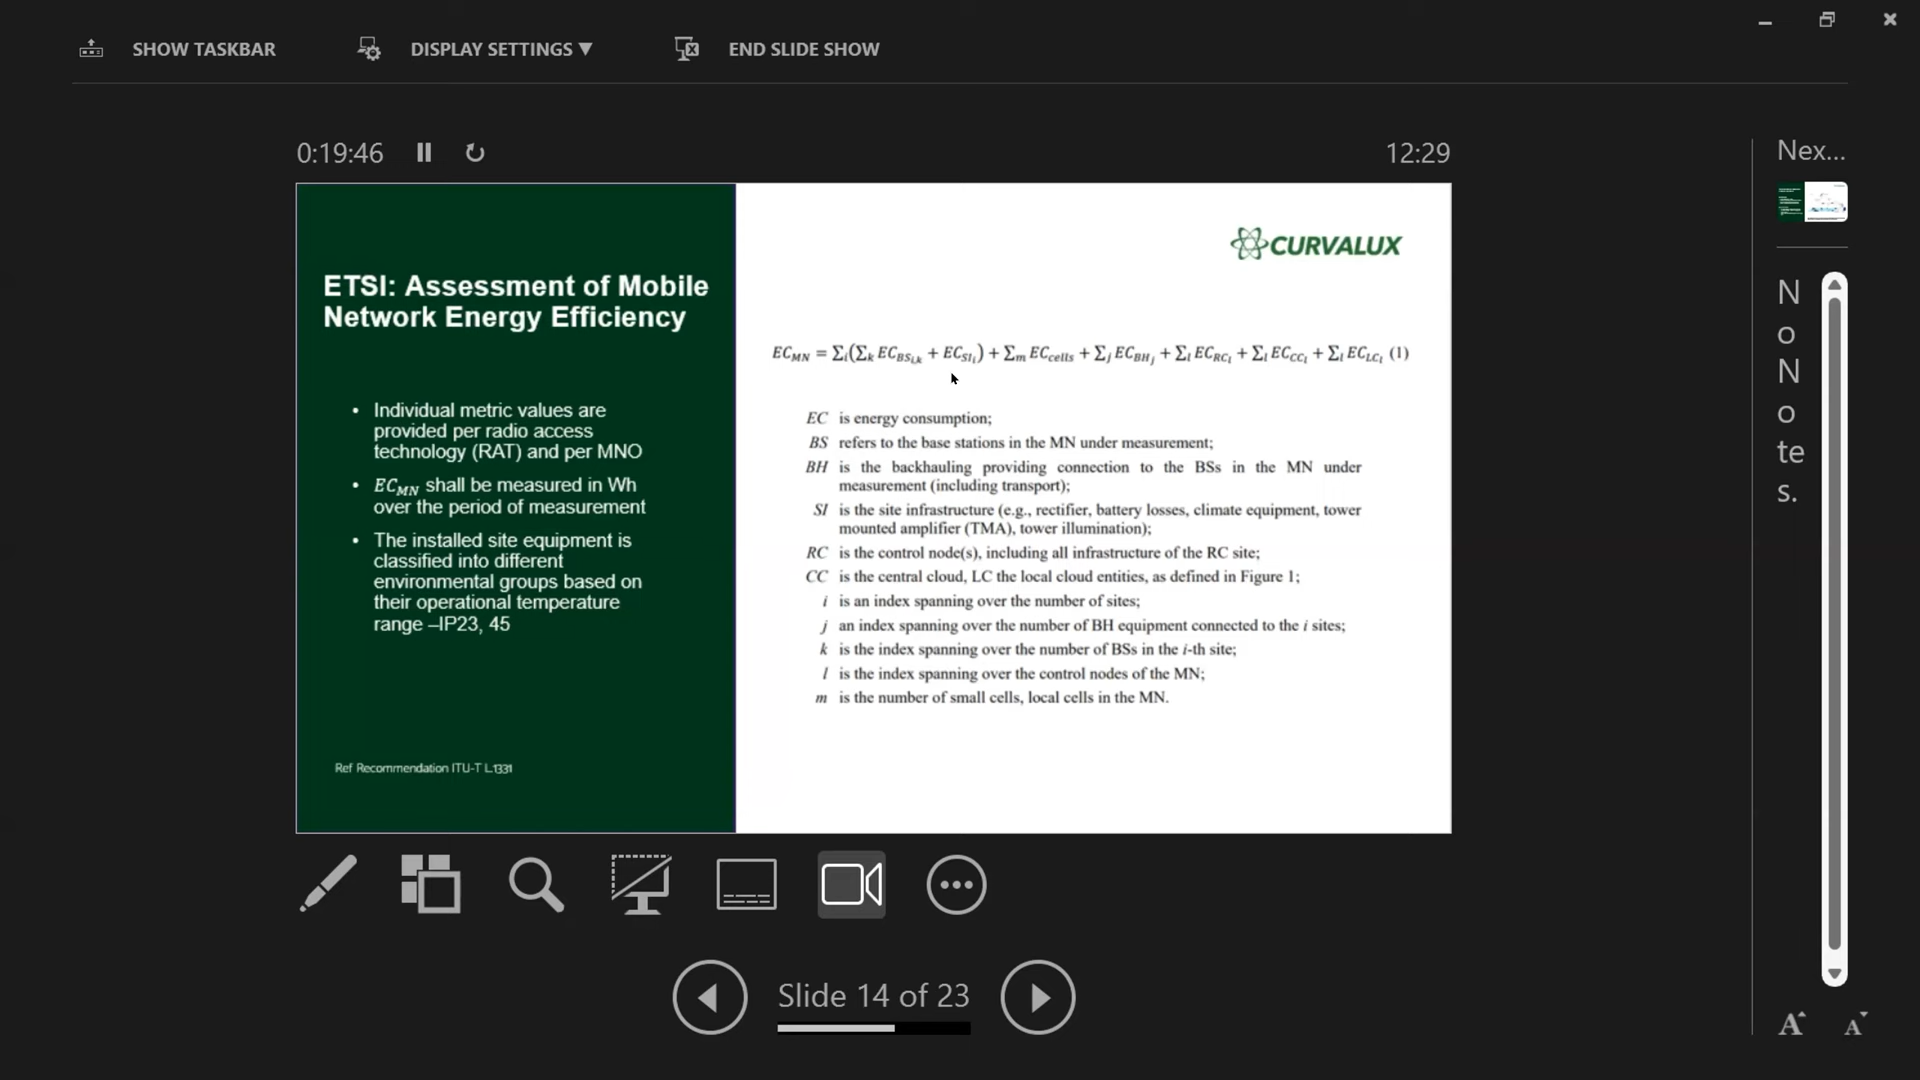 SHOW TASKBAR
DISPLAY SETTINGS ▼
END SLIDE SHOW
0:19:46
12:29
Nex...
CURVALUX
ETSI: Assessment of Mobile
Network Energy Efficiency
• Individual metric values are
provided per radio access
technology (RAT) and per MNO
• EC_MN shall be measured in Wh
over the period of measurement
• The installed site equipment is
classified into different
environmental groups based on
their operational temperature
range –IP23, 45
Ref Recommendation ITU-T L.1331
EC_MN = Σ_i(Σ_k EC_BS_i,k + EC_SI_i) + Σ_m EC_cells + Σ_j EC_BH_j + Σ_l EC_RC_l + Σ_l EC_CC_l + Σ_l EC_LC_l (1)
EC is energy consumption;
BS refers to the base stations in the MN under measurement;
BH is the backhauling providing connection to the BSs in the MN under
measurement (including transport);
SI is the site infrastructure (e.g., rectifier, battery losses, climate equipment, tower
mounted amplifier (TMA), tower illumination);
RC is the control node(s), including all infrastructure of the RC site;
CC is the central cloud, LC the local cloud entities, as defined in Figure 1;
i is an index spanning over the number of sites;
j an index spanning over the number of BH equipment connected to the i sites;
k is the index spanning over the number of BSs in the i-th site;
l is the index spanning over the control nodes of the MN;
m is the number of small cells, local cells in the MN.
N
o
N
o
te
s.
Slide 14 of 23
A A